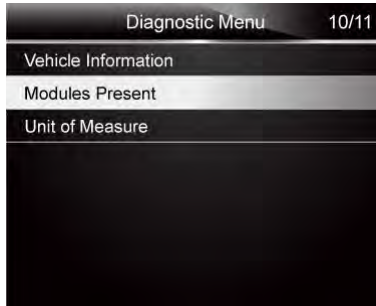 Diagnostic Menu 10/11
Vehicle Information
Modules Present
Unit of Measure